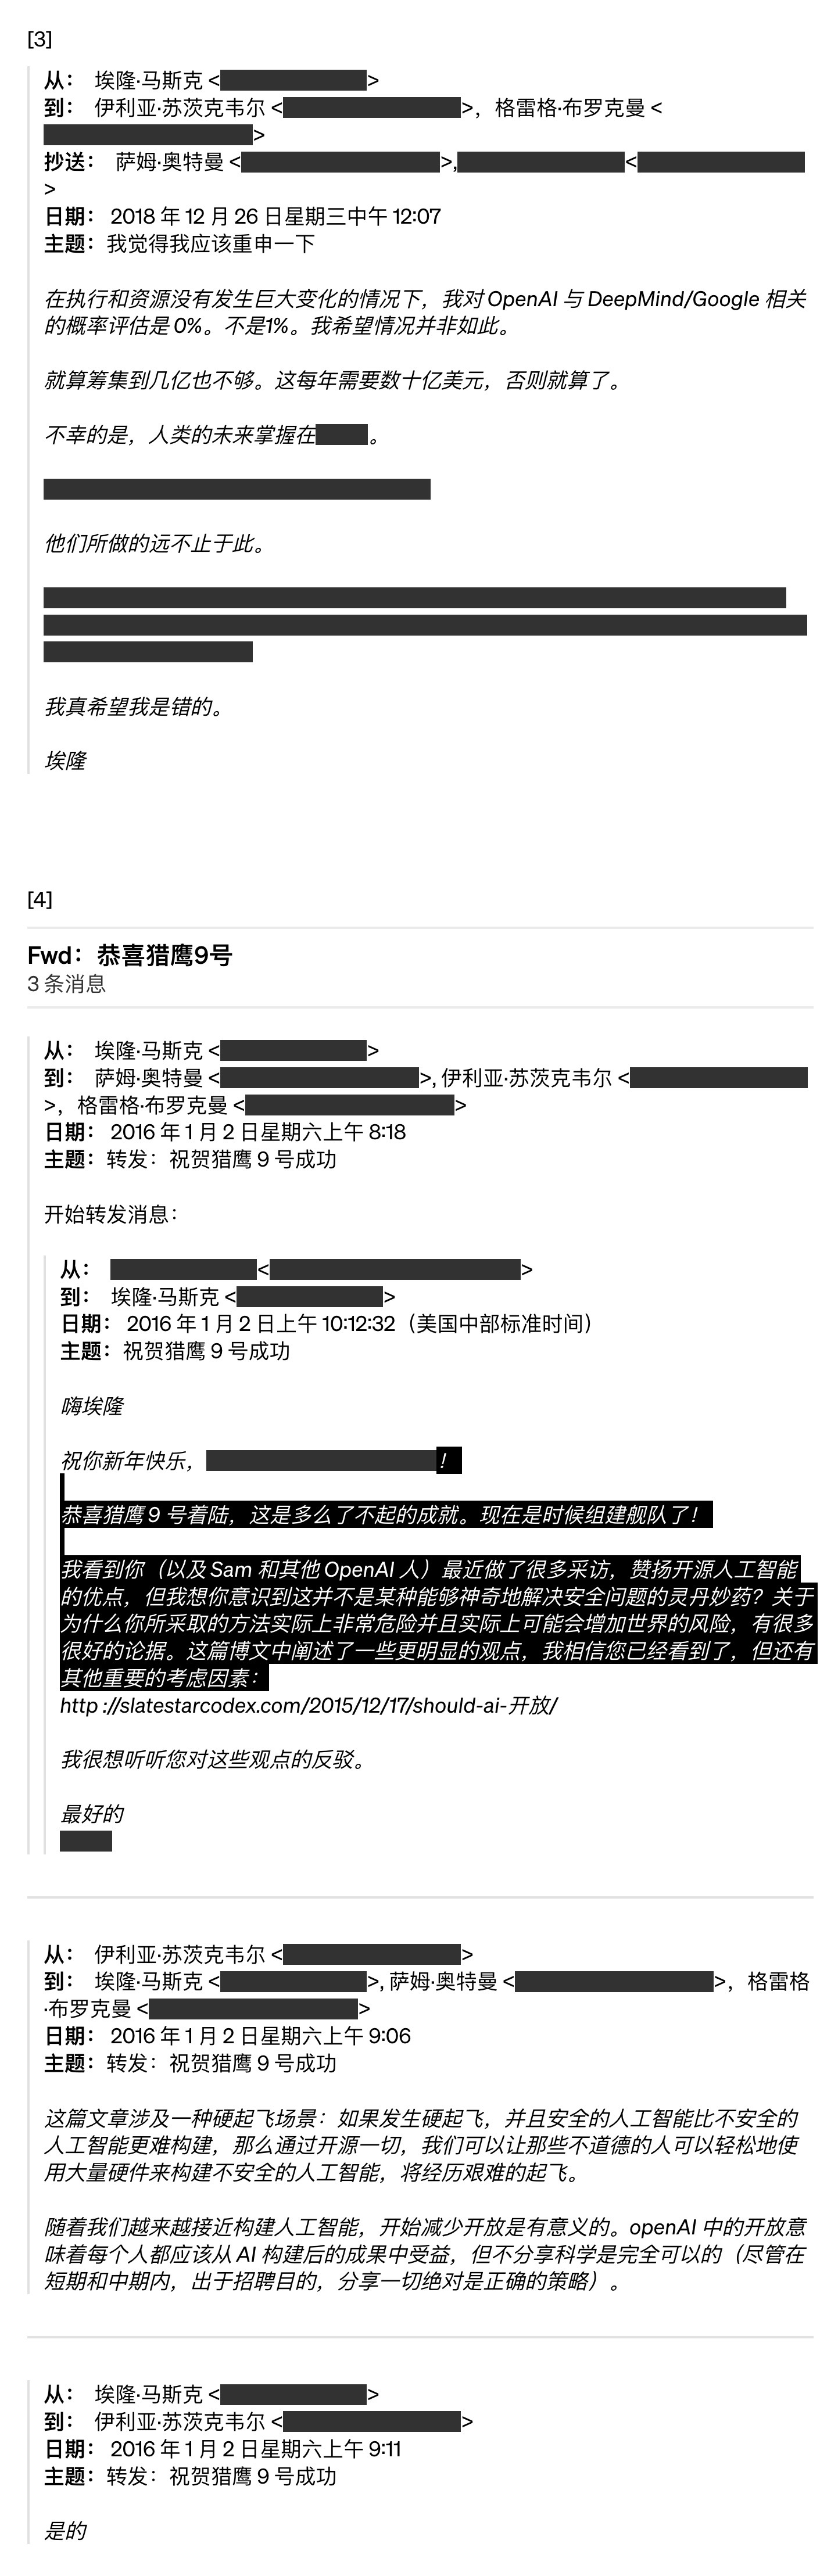 [3]
从： 埃隆·马斯克 < >
到： 伊利亚·苏茨克韦尔 < >，格雷格·布罗克曼 <
>
抄送： 萨姆·奥特曼 < >, <
>
日期： 2018 年 12 月 26 日星期三中午 12:07
主题：我觉得我应该重申一下
在执行和资源没有发生巨大变化的情况下，我对 OpenAI 与 DeepMind/Google 相关
的概率评估是 0%。不是1%。我希望情况并非如此。
就算筹集到几亿也不够。这每年需要数十亿美元，否则就算了。
不幸的是，人类的未来掌握在 。
他们所做的远不止于此。
我真希望我是错的。
埃隆
[4]
Fwd：恭喜猎鹰9号
3 条消息
从： 埃隆·马斯克 < >
到： 萨姆·奥特曼 < >, 伊利亚·苏茨克韦尔 <
>，格雷格·布罗克曼 < >
日期： 2016 年 1 月 2 日星期六上午 8:18
主题：转发：祝贺猎鹰 9 号成功
开始转发消息：
从： < >
到： 埃隆·马斯克 < >
日期： 2016 年 1 月 2 日上午 10:12:32（美国中部标准时间）
主题：祝贺猎鹰 9 号成功
嗨埃隆
祝你新年快乐， ！
恭喜猎鹰 9 号着陆，这是多么了不起的成就。现在是时候组建舰队了！
我看到你（以及 Sam 和其他 OpenAI 人）最近做了很多采访，赞扬开源人工智能
的优点，但我想你意识到这并不是某种能够神奇地解决安全问题的灵丹妙药？关于
为什么你所采取的方法实际上非常危险并且实际上可能会增加世界的风险，有很多
很好的论据。这篇博文中阐述了一些更明显的观点，我相信您已经看到了，但还有
其他重要的考虑因素：
http ://slatestarcodex.com/2015/12/17/should-ai-开放/
我很想听听您对这些观点的反驳。
最好的
从： 伊利亚·苏茨克韦尔 < >
到： 埃隆·马斯克 < >, 萨姆·奥特曼 < >，格雷格
·布罗克曼 < >
日期： 2016 年 1 月 2 日星期六上午 9:06
主题：转发：祝贺猎鹰 9 号成功
这篇文章涉及一种硬起飞场景：如果发生硬起飞，并且安全的人工智能比不安全的
人工智能更难构建，那么通过开源一切，我们可以让那些不道德的人可以轻松地使
用大量硬件来构建不安全的人工智能，将经历艰难的起飞。
随着我们越来越接近构建人工智能，开始减少开放是有意义的。openAI 中的开放意
味着每个人都应该从 AI 构建后的成果中受益，但不分享科学是完全可以的（尽管在
短期和中期内，出于招聘目的，分享一切绝对是正确的策略）。
从： 埃隆·马斯克 < >
到： 伊利亚·苏茨克韦尔 < >
日期： 2016 年 1 月 2 日星期六上午 9:11
主题：转发：祝贺猎鹰 9 号成功
是的